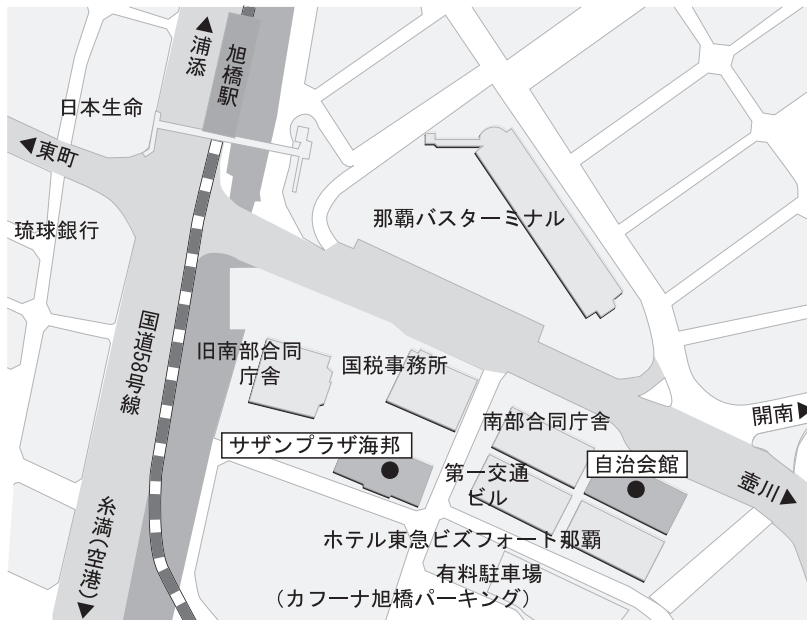 ▲浦添
旭橋駅
日本生命
◀東町
琉球銀行
那覇バスターミナル
国道58号線
旧南部合同
庁舎
国税事務所
開南▶
南部合同庁舎
サザンプラザ海邦
自治会館
第一交通
ビル
壺川▶
糸満(空港)▼
ホテル東急ビズフォート那覇
有料駐車場
(カフーナ旭橋パーキング)